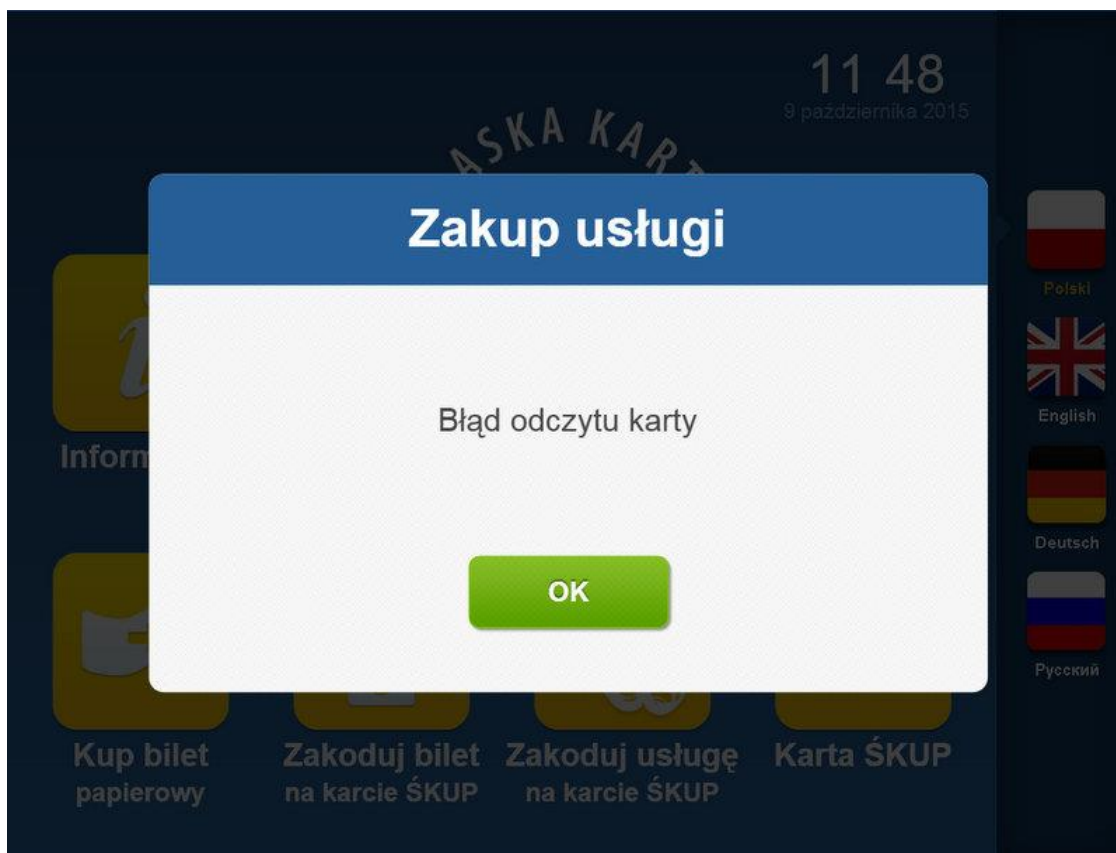 11 48
9 października 2015
ASKA KAR
Zakup usługi
Błąd odczytu karty
OK
Inform
Kup bilet
papierowy
Zakoduj bilet
na karcie ŚKUP
Zakoduj usługę
na karcie ŚKUP
Karta ŚKUP
Polski
English
Deutsch
Русский